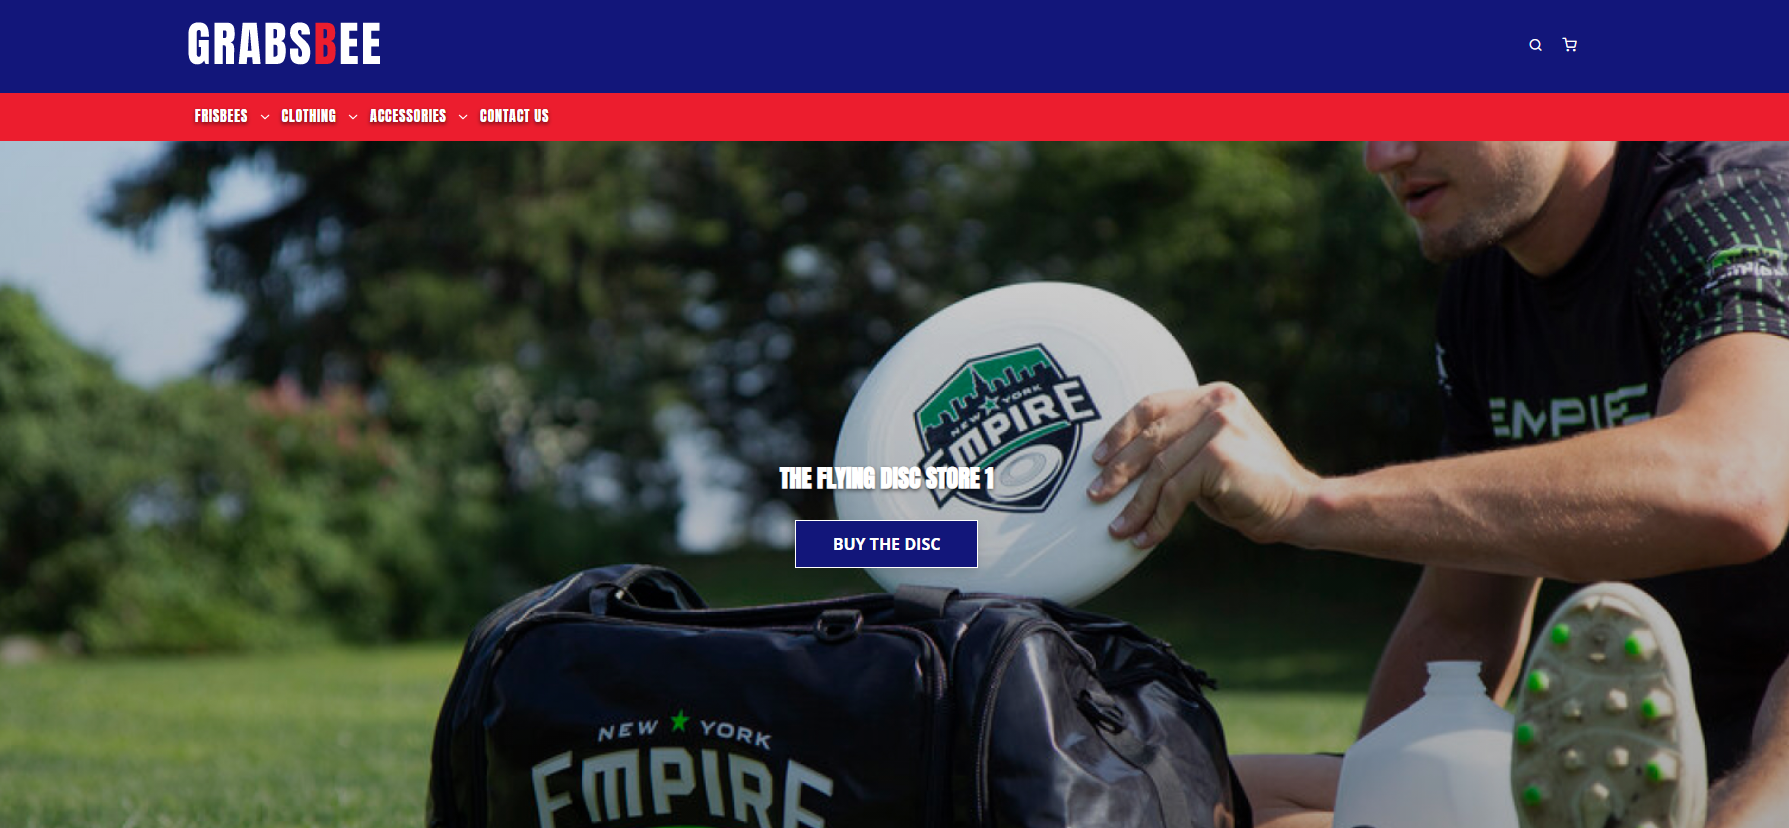 GRABSBEE
FRISBEES
CLOTHING
ACCESSORIES
CONTACT US
NEW YORK
EMPIRE
EMPIRE
THE FLYING DISC STORE 1
BUY THE DISC
NEW YORK
EMPIRE